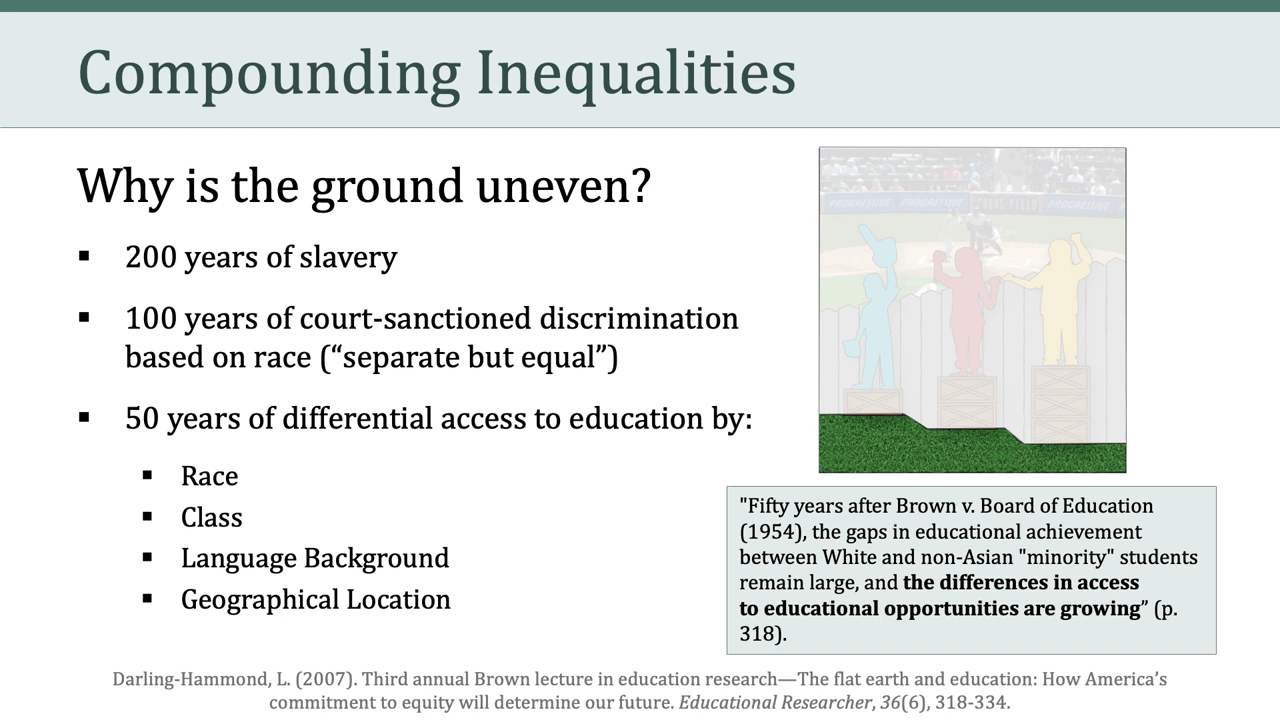 Compounding Inequalities
Why is the ground uneven?
▪ 200 years of slavery
▪ 100 years of court-sanctioned discrimination
based on race (“separate but equal”)
▪ 50 years of differential access to education by:
▪ Race
▪ Class
▪ Language Background
▪ Geographical Location
PROGRESSIVE PROGRESSIVE PROGRESSIVE
"Fifty years after Brown v. Board of Education
(1954), the gaps in educational achievement
between White and non-Asian "minority" students
remain large, and the differences in access
to educational opportunities are growing” (p.
318).
Darling-Hammond, L. (2007). Third annual Brown lecture in education research—The flat earth and education: How America’s
commitment to equity will determine our future. Educational Researcher, 36(6), 318-334.